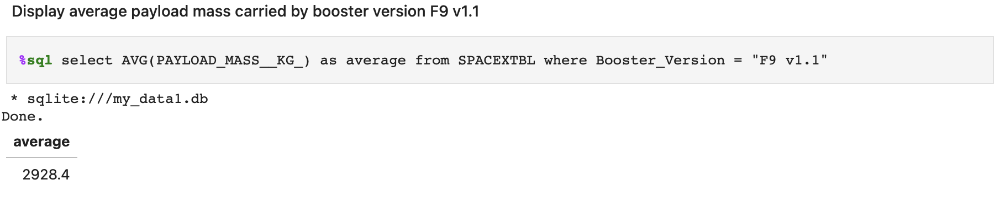 Display average payload mass carried by booster version F9 v1.1
%sql select AVG(PAYLOAD_MASS__KG_) as average from SPACEXTBL where Booster_Version = "F9 v1.1"
* sqlite:///my_data1.db
Done.
average
2928.4